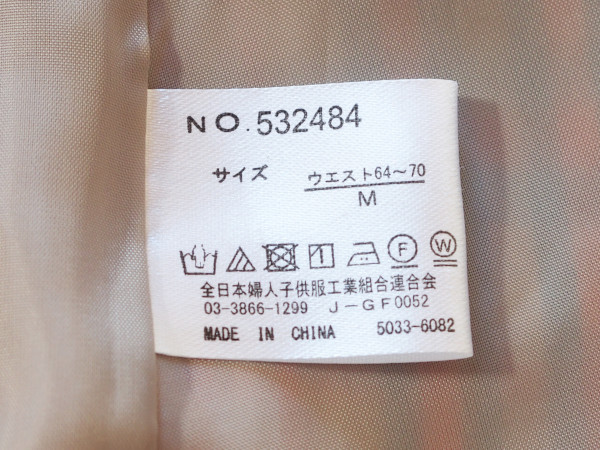 NO.532484
サイズ ウエスト64〜70
M
F W
全日本婦人子供服工業組合連合会
03-3866-1299 J-GF0052
MADE IN CHINA 5033-6082